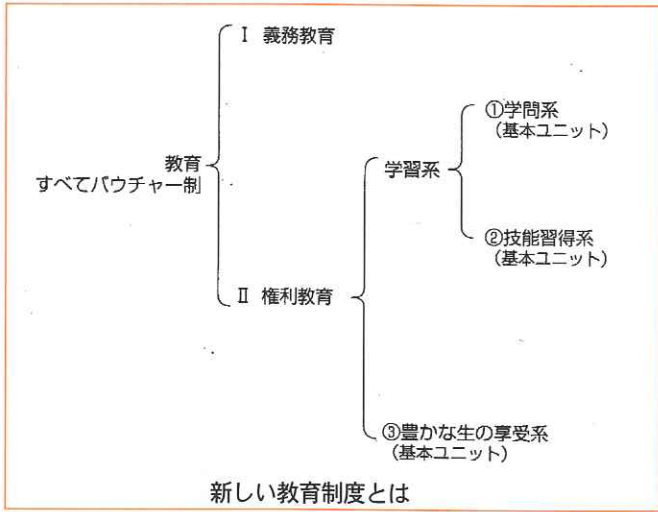 Ⅰ 義務教育
①学問系
(基本ユニット)
教育
すべてバウチャー制
学習系
②技能習得系
(基本ユニット)
Ⅱ 権利教育
③豊かな生の享受系
(基本ユニット)
新しい教育制度とは